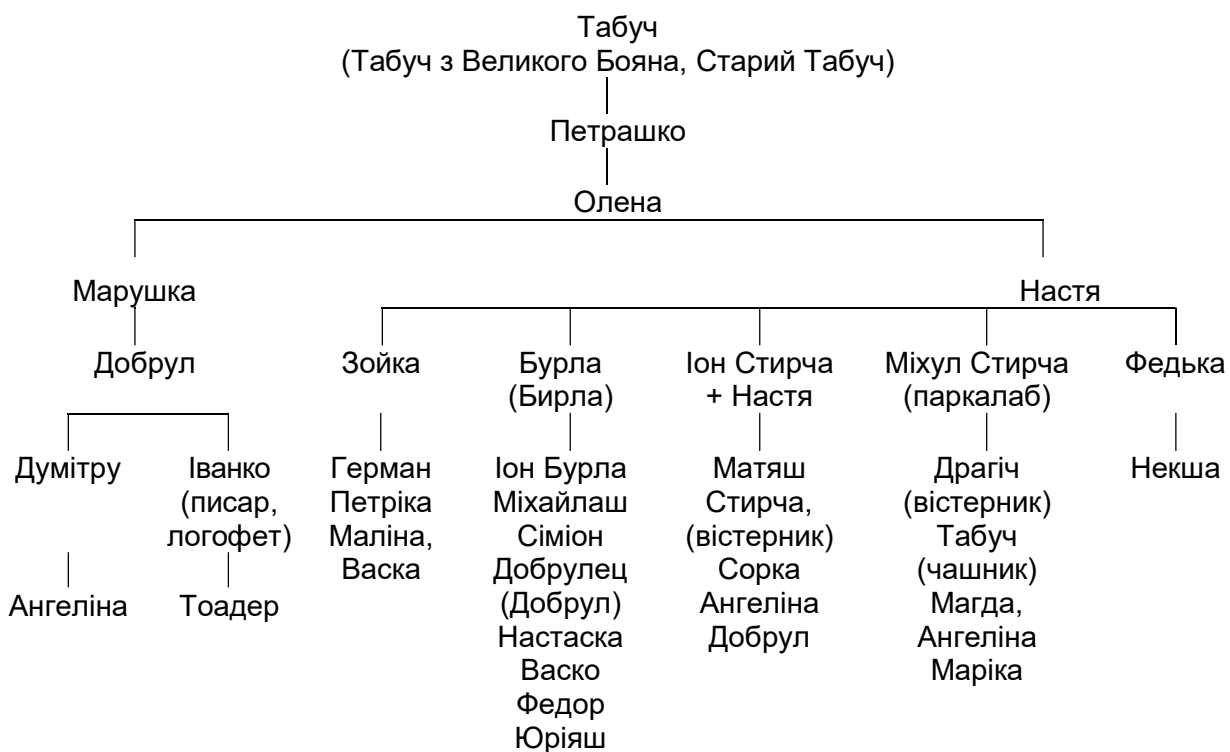 Табуч
(Табуч з Великого Бояна, Старий Табуч)
Петрашко
Олена
Марушка
Настя
Добрул
Зойка
Бурла
(Бирла)
Іон Стирча
+ Настя
Міхул Стирча
(паркалаб)
Федька
Думітру
Іванко
(писар,
логофет)
Герман
Петріка
Маліна,
Васка
Іон Бурла
Міхайлаш
Сіміон
Добрулец
(Добрул)
Настаска
Васко
Федор
Юріяш
Матяш
Стирча,
(вістерник)
Сорка
Ангеліна
Добрул
Драгіч
(вістерник)
Табуч
(чашник)
Магда,
Ангеліна
Маріка
Некша
Ангеліна
Тоадер